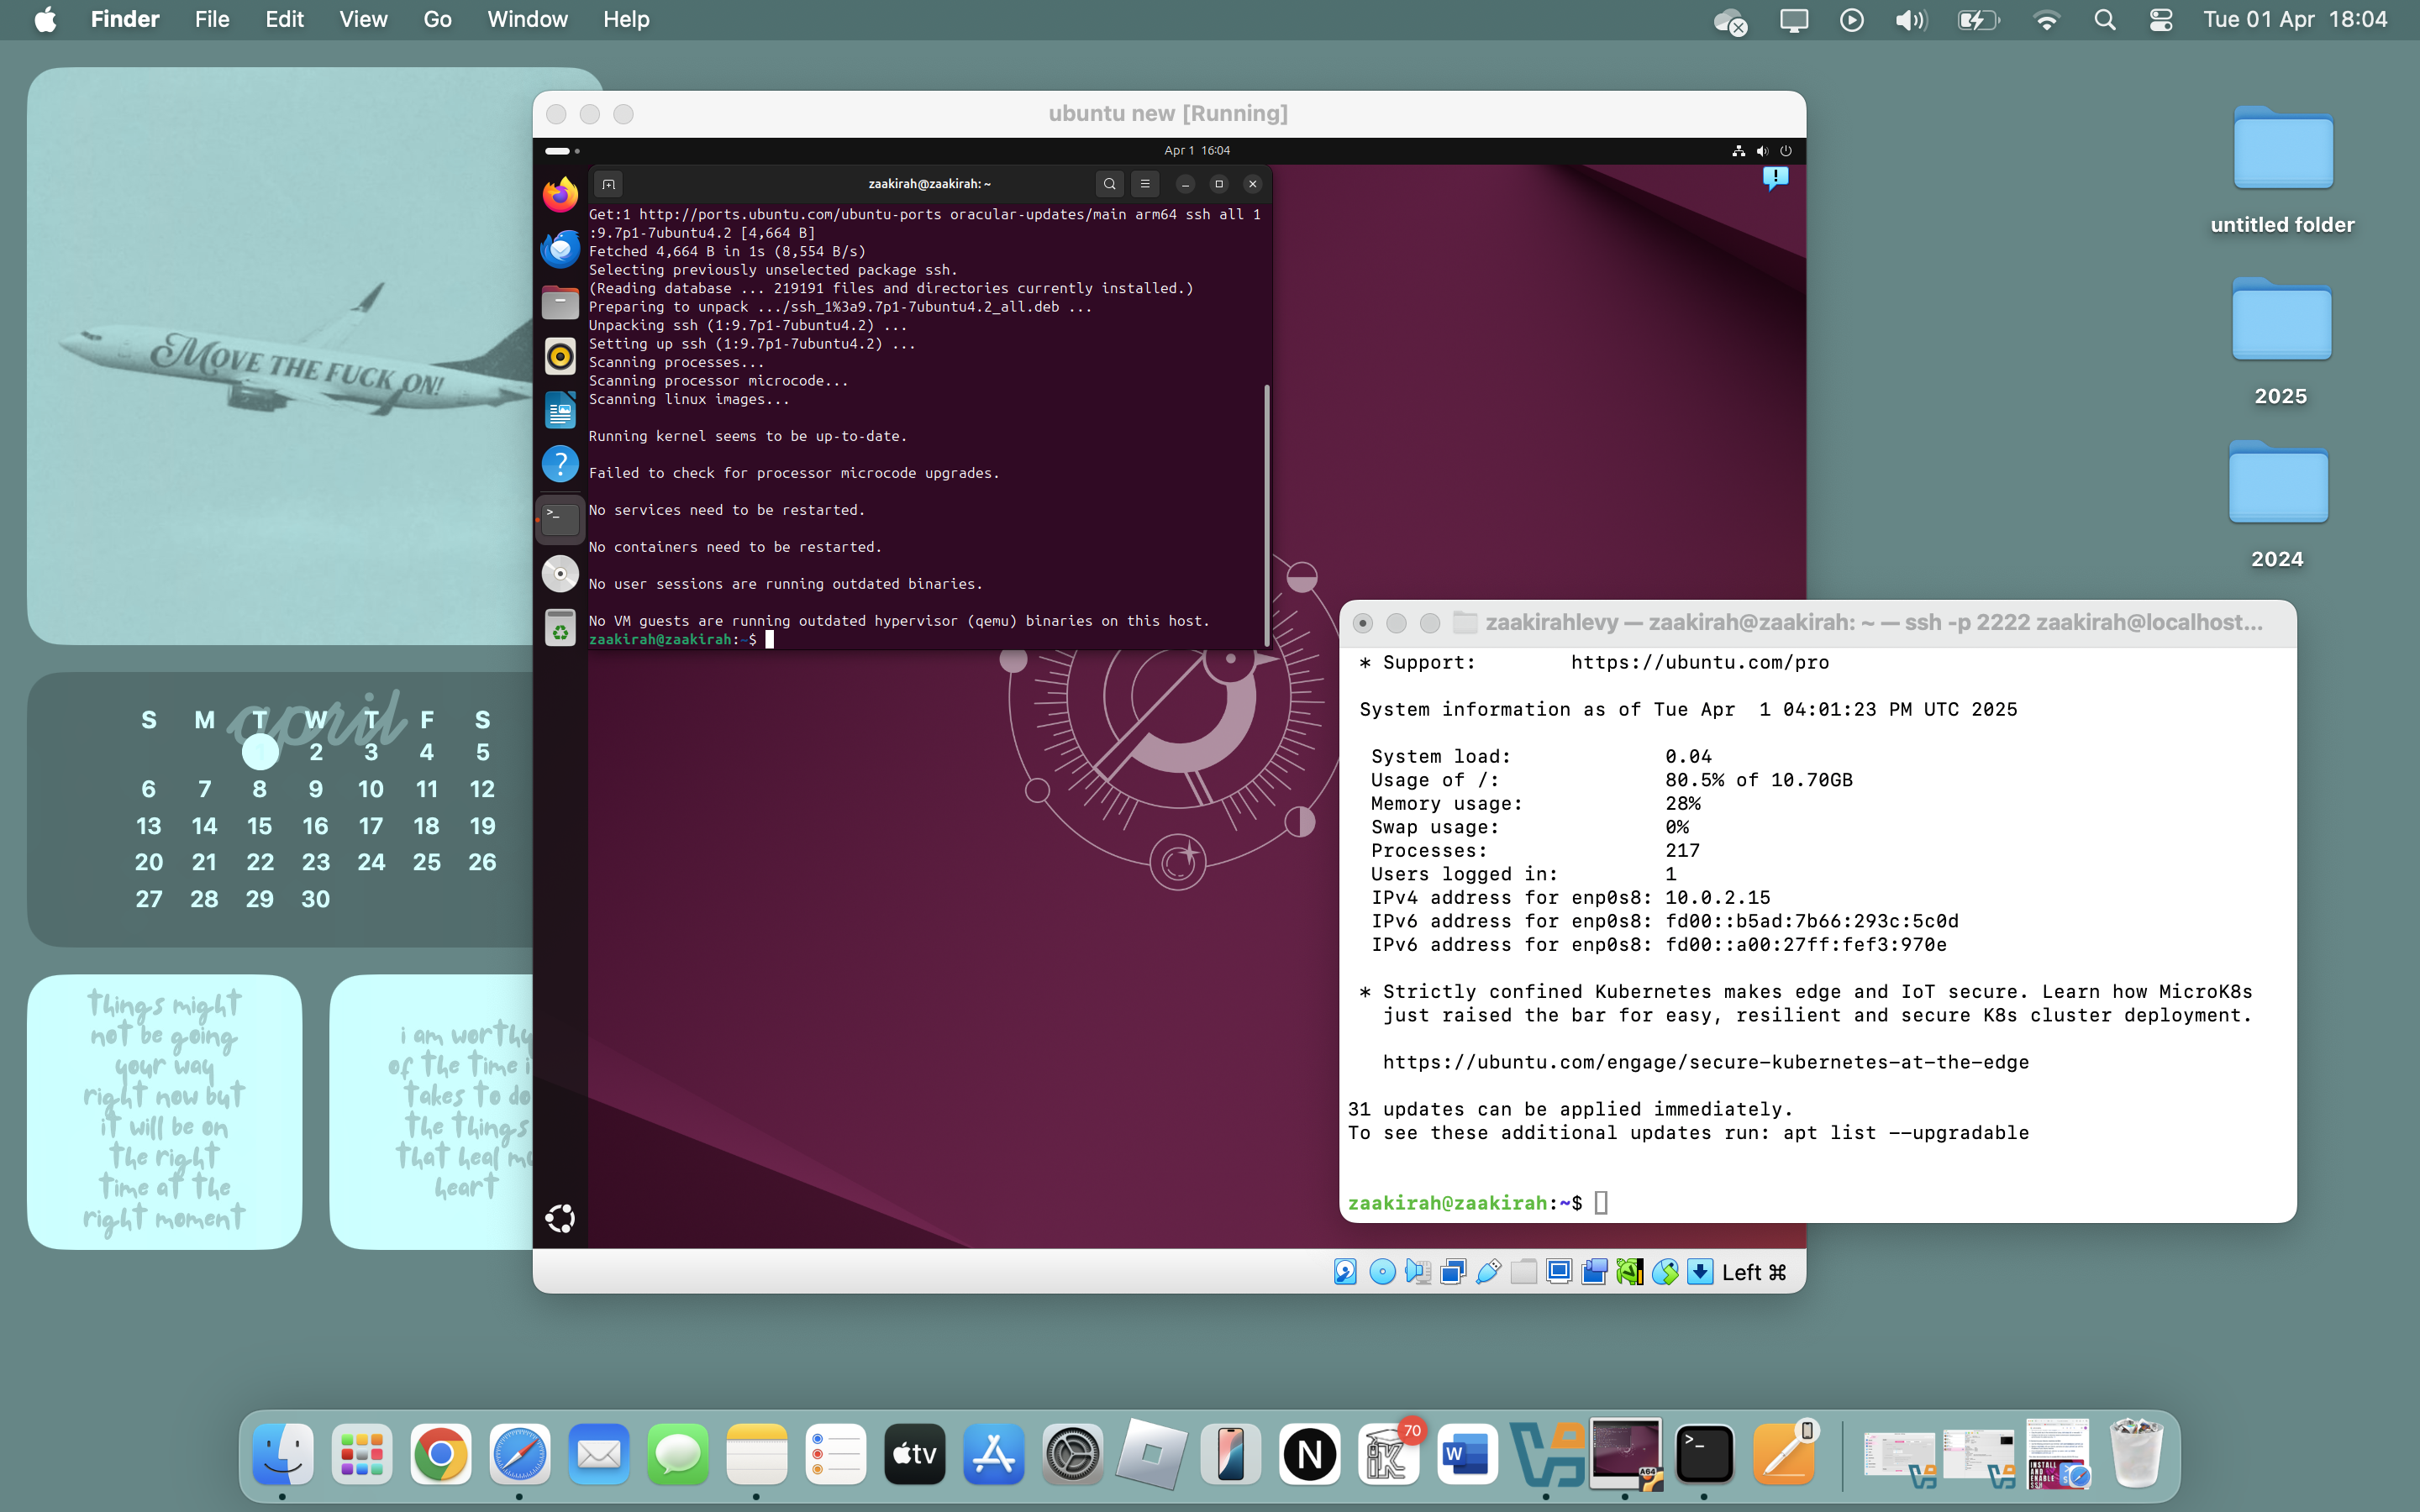 Finder File Edit View Go Window Help
Tue 01 Apr 18:04
MOVE THE FUCK ON!
april
S M T W T F S
1 2 3 4 5
6 7 8 9 10 11 12
13 14 15 16 17 18 19
20 21 22 23 24 25 26
27 28 29 30
things might
not be going
your way
right now but
it will be on
the right
time at the
right moment
i am worthy
of the time i
takes to do
the things
that heal m
heart
ubuntu new [Running]
Apr 1 16:04
zaakirah@zaakirah: ~
Get:1 http://ports.ubuntu.com/ubuntu-ports oracular-updates/main arm64 ssh all 1
:9.7p1-7ubuntu4.2 [4,664 B]
Fetched 4,664 B in 1s (8,554 B/s)
Selecting previously unselected package ssh.
(Reading database ... 219191 files and directories currently installed.)
Preparing to unpack .../ssh_1%3a9.7p1-7ubuntu4.2_all.deb ...
Unpacking ssh (1:9.7p1-7ubuntu4.2) ...
Setting up ssh (1:9.7p1-7ubuntu4.2) ...
Scanning processes...
Scanning processor microcode...
Scanning linux images...
Running kernel seems to be up-to-date.
Failed to check for processor microcode upgrades.
No services need to be restarted.
No containers need to be restarted.
No user sessions are running outdated binaries.
No VM guests are running outdated hypervisor (qemu) binaries on this host.
zaakirah@zaakirah:~$
Left ⌘
untitled folder
2025
2024
zaakirahlevy — zaakirah@zaakirah: ~ — ssh -p 2222 zaakirah@localhost...
* Support: https://ubuntu.com/pro
System information as of Tue Apr 1 04:01:23 PM UTC 2025
System load: 0.04
Usage of /: 80.5% of 10.70GB
Memory usage: 28%
Swap usage: 0%
Processes: 217
Users logged in: 1
IPv4 address for enp0s8: 10.0.2.15
IPv6 address for enp0s8: fd00::b5ad:7b66:293c:5c0d
IPv6 address for enp0s8: fd00::a00:27ff:fef3:970e
* Strictly confined Kubernetes makes edge and IoT secure. Learn how MicroK8s
just raised the bar for easy, resilient and secure K8s cluster deployment.
https://ubuntu.com/engage/secure-kubernetes-at-the-edge
31 updates can be applied immediately.
To see these additional updates run: apt list --upgradable
zaakirah@zaakirah:~$
tv
N
70
W
A64
INSTALL
AND
ENABLE
SSH